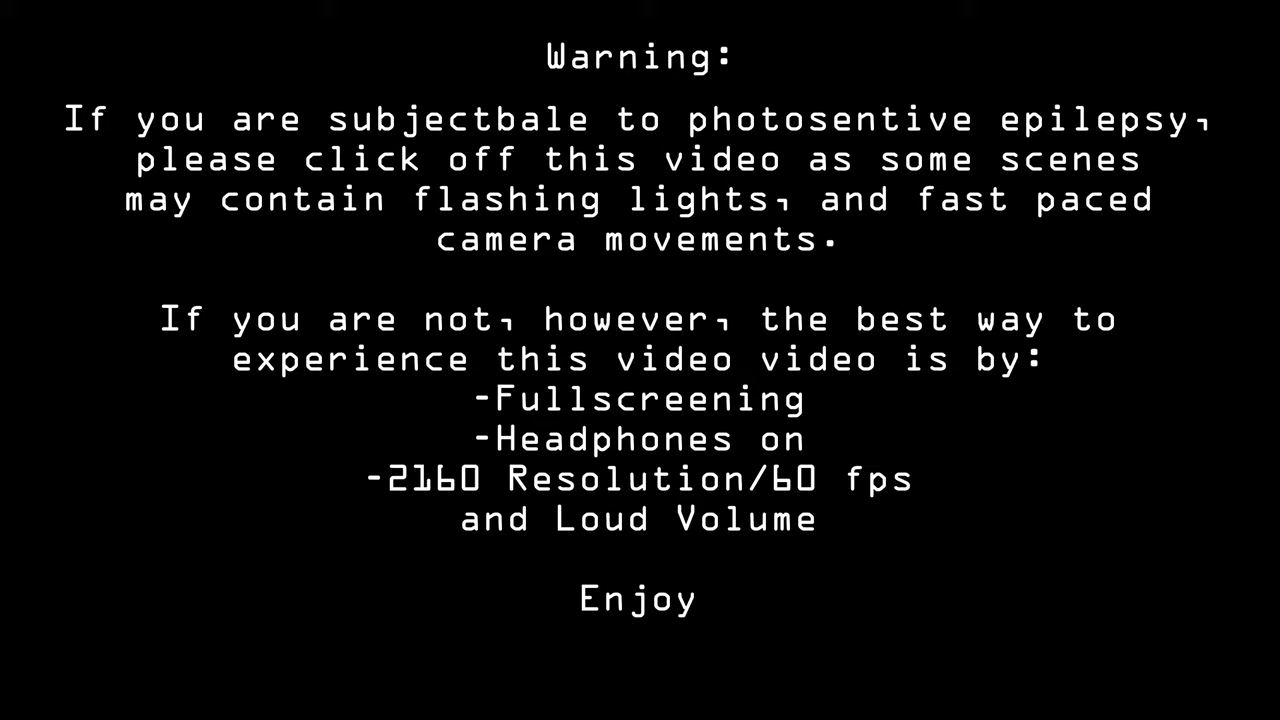 Warning:
If you are subjectbale to photosentive epilepsy,
please click off this video as some scenes
may contain flashing lights, and fast paced
camera movements.
If you are not, however, the best way to
experience this video video is by:
-Fullscreening
-Headphones on
-2160 Resolution/60 fps
and Loud Volume
Enjoy